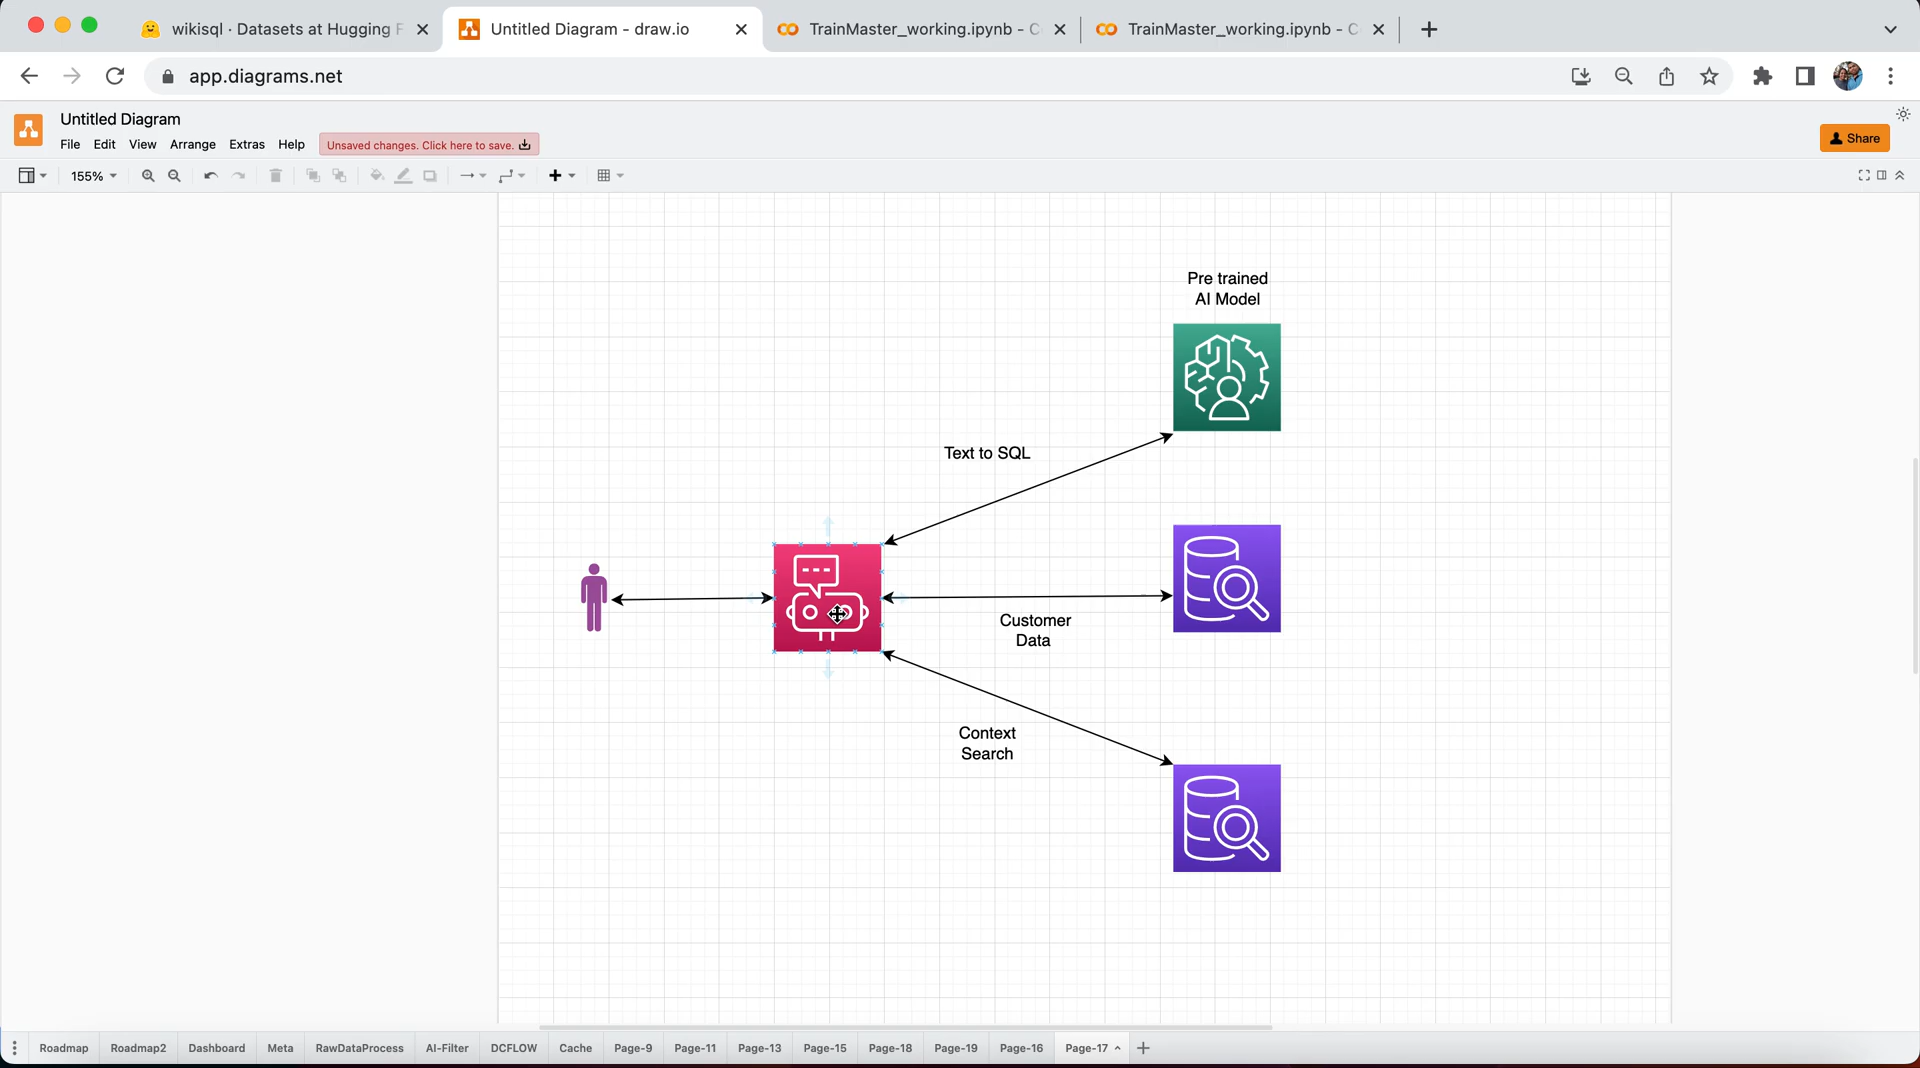 wikisql · Datasets at Hugging F
Untitled Diagram - draw.io
TrainMaster_working.ipynb - C
TrainMaster_working.ipynb - C
app.diagrams.net
Untitled Diagram
File Edit View Arrange Extras Help
Unsaved changes. Click here to save.
Share
155%
Pre trained
AI Model
Text to SQL
Customer
Data
Context
Search
Roadmap Roadmap2 Dashboard Meta RawDataProcess AI-Filter DCFLOW Cache Page-9 Page-11 Page-13 Page-15 Page-18 Page-19 Page-16 Page-17